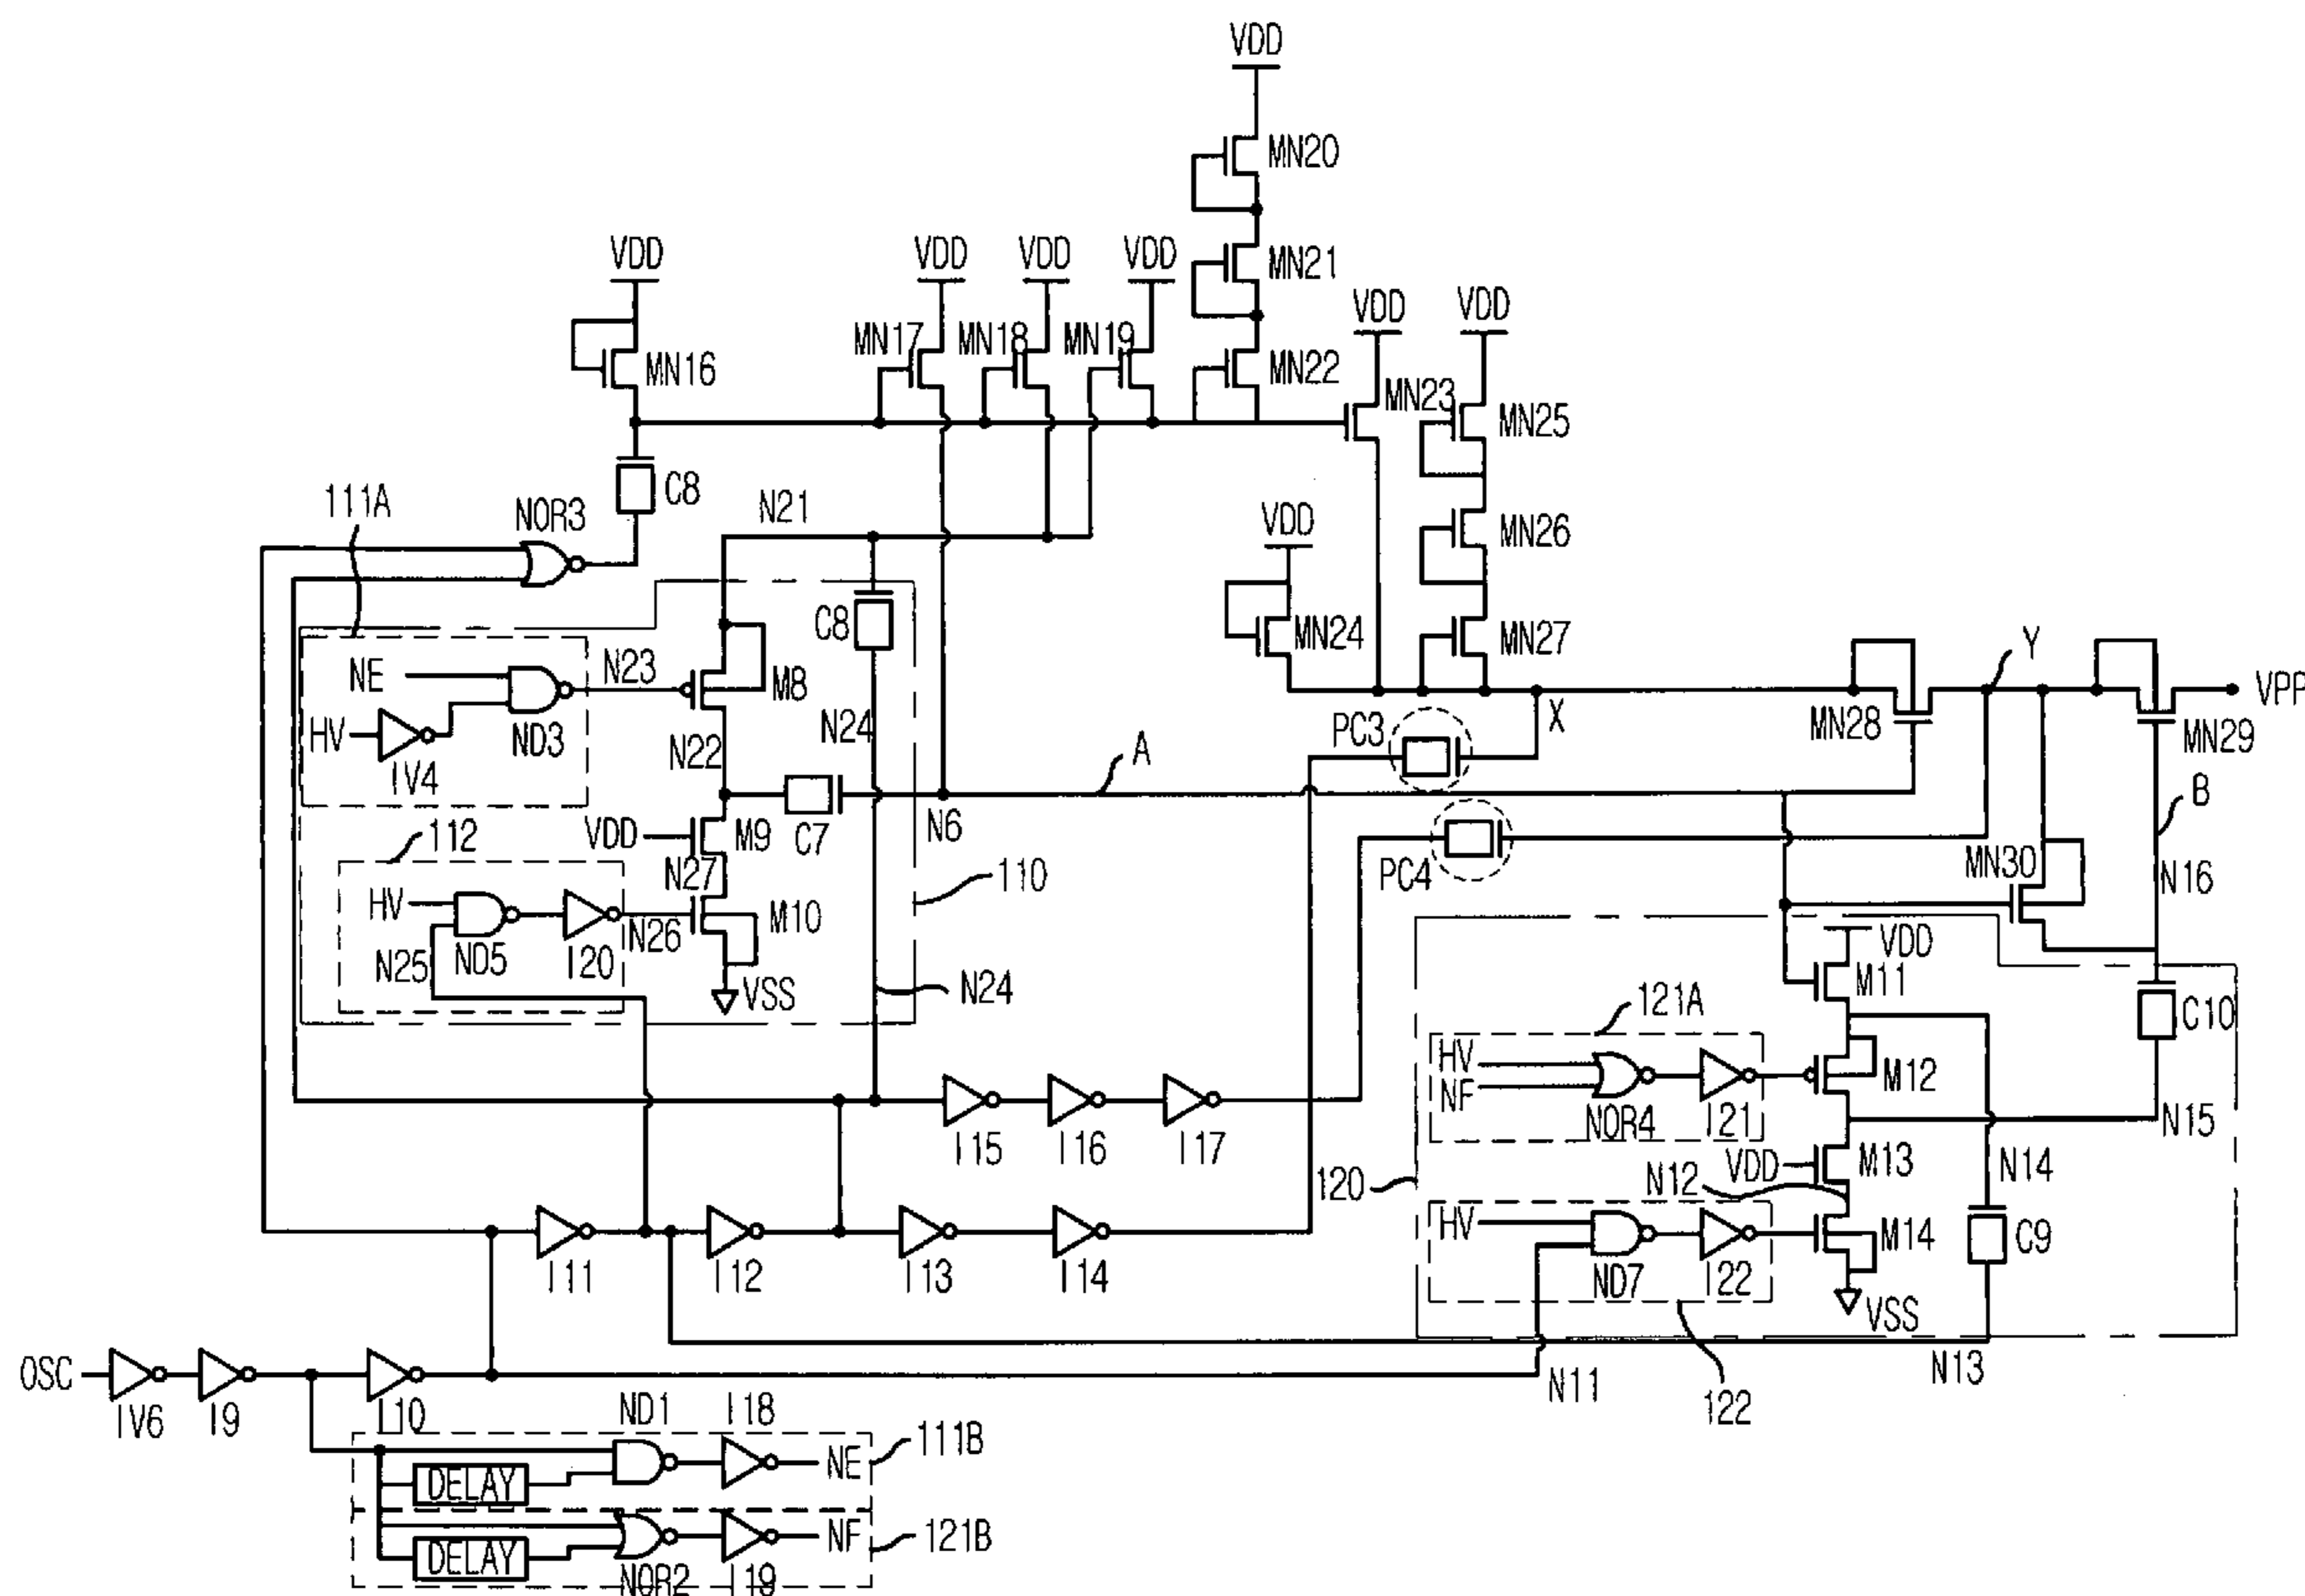 VDD
MN20
MN21
MN22
VDD
VDD
VDD
VDD
VDD
VDD
MN16
MN17
MN18
MN19
MN23
MN25
MN26
MN27
C8
NOR3
111A
N21
VDD
MN24
C8
NE
HV
IV4
ND3
N23
M8
N22
N24
C7
N6
A
PC3
X
PC4
MN28
Y
MN29
VPP
B
N16
MN30
112
VDD
M9
N27
HV
ND5
I20
N25
N26
M10
VSS
110
N24
120
121A
HV
NF
NOR4
I21
VDD
M11
M12
C10
N15
VDD
M13
N12
N14
HV
ND7
I22
M14
C9
VSS
122
N13
N11
I15
I16
I17
I11
I12
I13
I14
OSC
IV6
I9
I10
ND1
I18
NE
111B
DELAY
DELAY
NOR2
I19
NF
121B